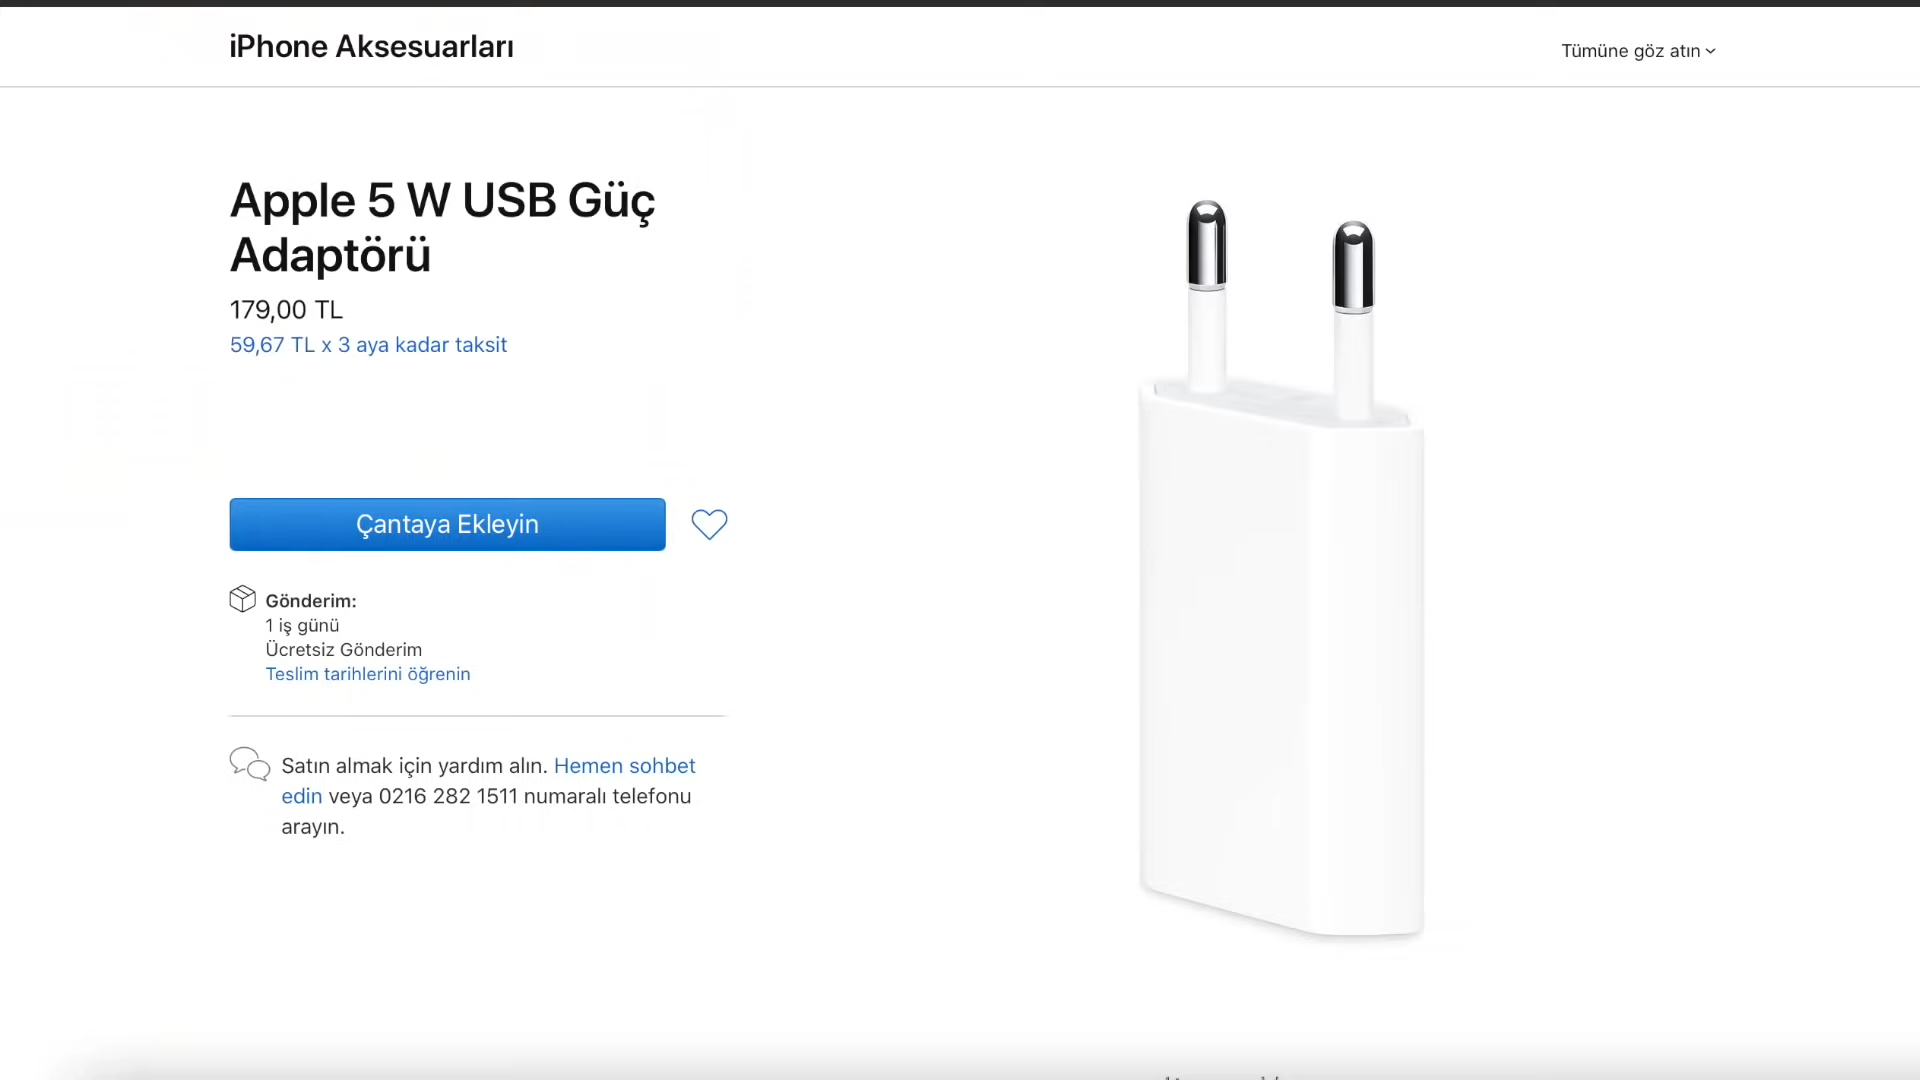 iPhone Aksesuarları
Tümüne göz atın
Apple 5 W USB Güç
Adaptörü
179,00 TL
59,67 TL x 3 aya kadar taksit
Çantaya Ekleyin
Gönderim:
1 iş günü
Ücretsiz Gönderim
Teslim tarihlerini öğrenin
Satın almak için yardım alın. Hemen sohbet
edin veya 0216 282 1511 numaralı telefonu
arayın.